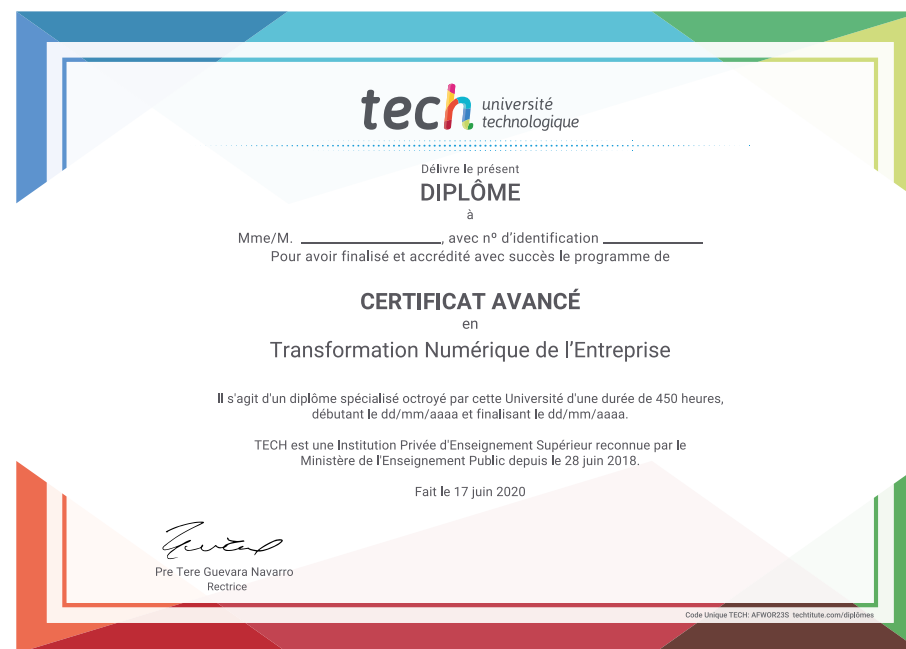 tech université
technologique
Délivre le présent
DIPLÔME
à
Mme/M. ____________________, avec nº d'identification ______________
Pour avoir finalisé et accrédité avec succès le programme de
CERTIFICAT AVANCÉ
en
Transformation Numérique de l'Entreprise
Il s'agit d'un diplôme spécialisé octroyé par cette Université d'une durée de 450 heures,
débutant le dd/mm/aaaa et finalisant le dd/mm/aaaa.
TECH est une Institution Privée d'Enseignement Supérieur reconnue par le
Ministère de l'Enseignement Public depuis le 28 juin 2018.
Fait le 17 juin 2020
Pre Tere Guevara Navarro
Rectrice
Code Unique TECH: AFWOR23S techtitute.com/diplômes